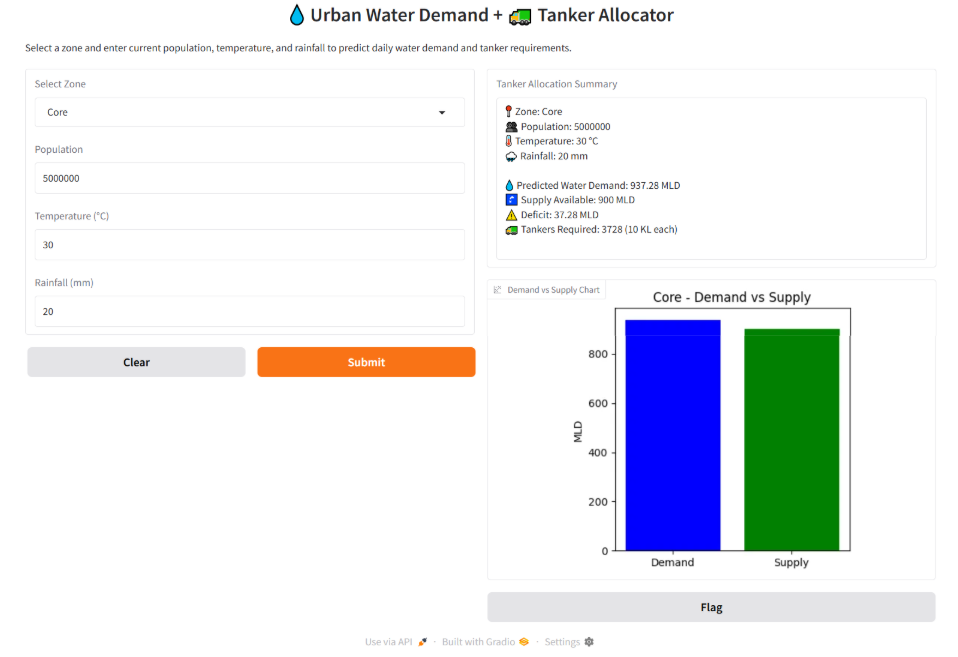 💧 Urban Water Demand + 🚛 Tanker Allocator
Select a zone and enter current population, temperature, and rainfall to predict daily water demand and tanker requirements.
Select Zone
Core
Population
5000000
Temperature (°C)
30
Rainfall (mm)
20
Clear
Submit
Tanker Allocation Summary
📍 Zone: Core
👥 Population: 5000000
🌡️ Temperature: 30 °C
🌧️ Rainfall: 20 mm
💧 Predicted Water Demand: 937.28 MLD
🚰 Supply Available: 900 MLD
⚠️ Deficit: 37.28 MLD
🚛 Tankers Required: 3728 (10 KL each)
Demand vs Supply Chart
Core - Demand vs Supply
MLD
800
600
400
200
0
Demand
Supply
Flag
Use via API 🚀 · Built with Gradio · Settings ⚙️